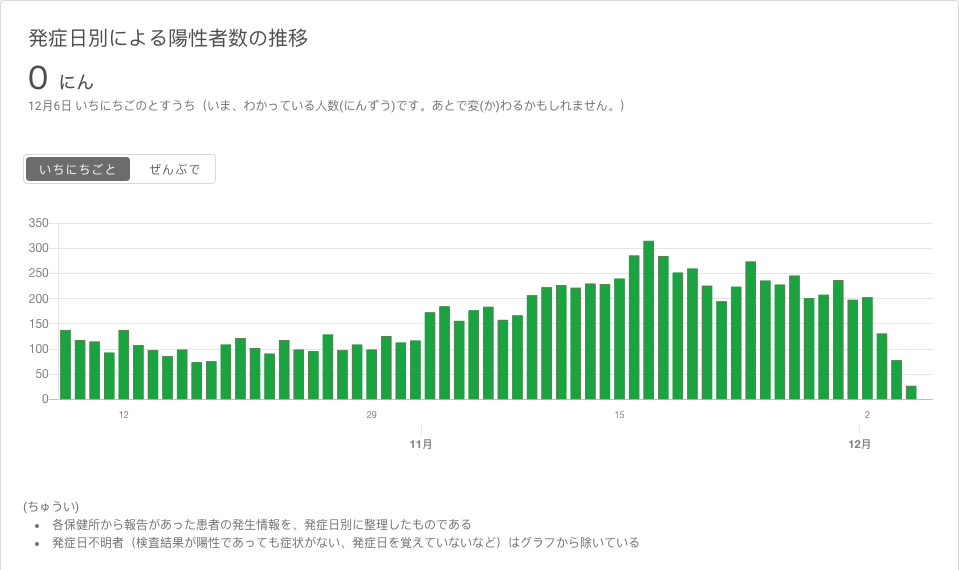 発症日別による陽性者数の推移
0 にん
12月6日 いちにちごのとすうち（いま、わかっている人数(にんずう)です。あとで変(か)わるかもしれません。）
いちにちごと ぜんぶで
350
300
250
200
150
100
50
0
12 29 15 2
11月 12月
(ちゅうい)
• 各保健所から報告があった患者の発生情報を、発症日別に整理したものである
• 発症日不明者（検査結果が陽性であっても症状がない、発症日を覚えていないなど）はグラフから除いている